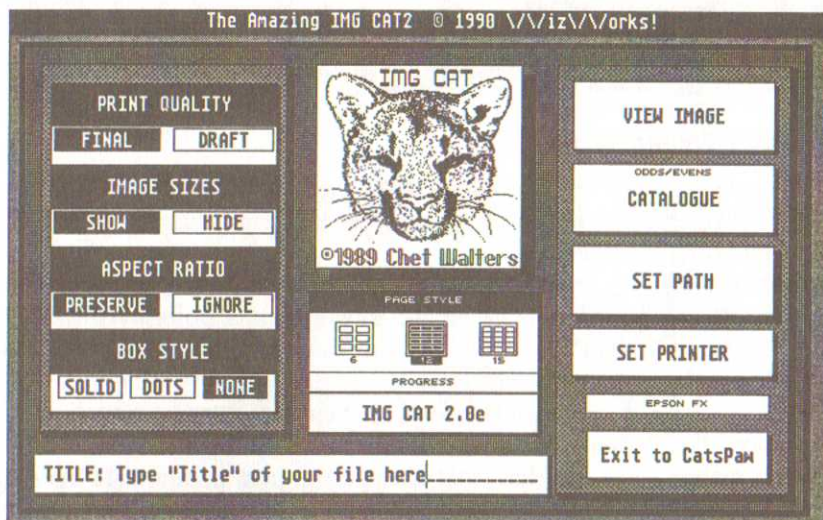 The Amazing IMG CAT2 © 1990 \/\/iz\/\/orks!
PRINT QUALITY
FINAL DRAFT
IMAGE SIZES
SHOW HIDE
ASPECT RATIO
PRESERVE IGNORE
BOX STYLE
SOLID DOTS NONE
IMG CAT
©1989 Chet Walters
PAGE STYLE
6 12 15
PROGRESS
IMG CAT 2.0e
VIEW IMAGE
ODDS/EVENS
CATALOGUE
SET PATH
SET PRINTER
EPSON FX
Exit to CatsPaw
TITLE: Type "Title" of your file here|___________